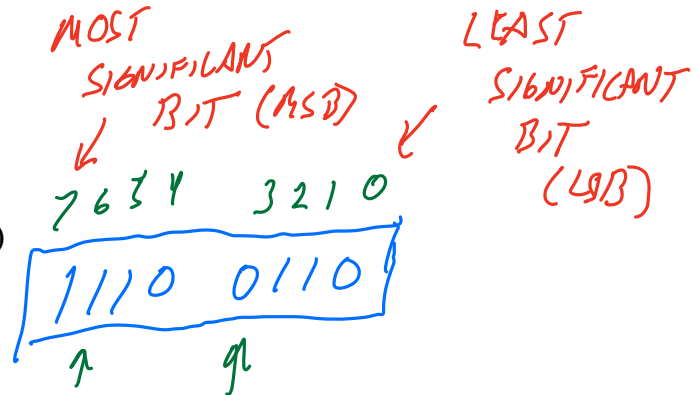 MOST
SIGNIFICANT
BIT (MSB)
LEAST
SIGNIFICANT
BIT
(LSB)
7 6 5 4 3 2 1 0
1110 0110